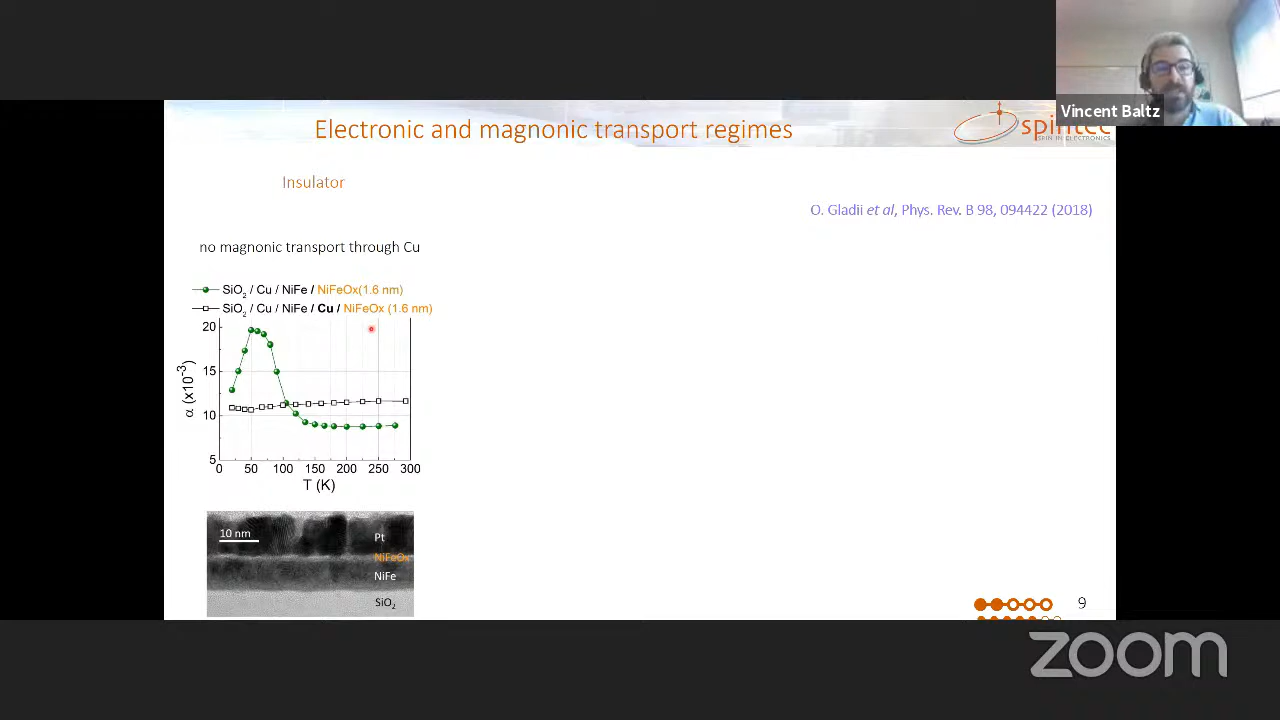 Vincent Baltz
Electronic and magnonic transport regimes
spintec
SPIN IN ELECTRONICS
Insulator
O. Gladii et al, Phys. Rev. B 98, 094422 (2018)
no magnonic transport through Cu
SiO2 / Cu / NiFe / NiFeOx(1.6 nm)
SiO2 / Cu / NiFe / Cu / NiFeOx (1.6 nm)
20
15
10
5
α (x10-3)
0 50 100 150 200 250 300
T (K)
10 nm
Pt
NiFeOx
NiFe
SiO2
9
zoom